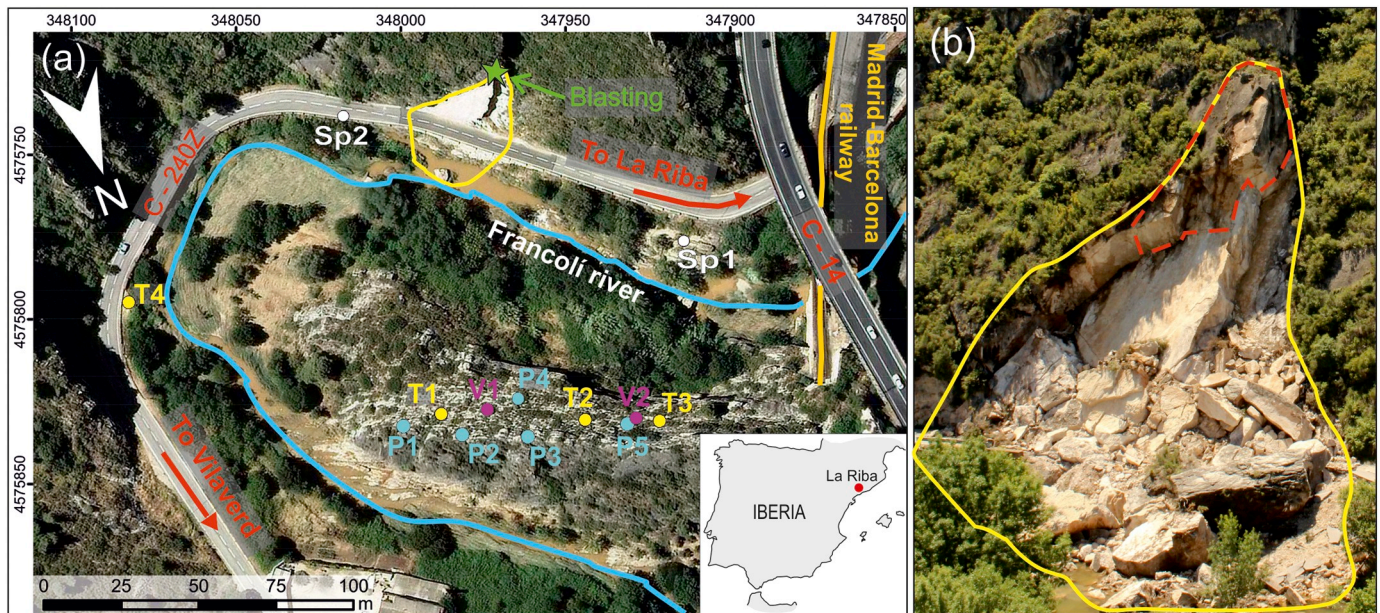 348100
348050
348000
347950
347900
347850
(a)
(b)
Blasting
Madrid-Barcelona
railway
4575750
Sp2
C - 240Z
To La Riba
N
C - 14
Sp1
Francolí river
T4
4575800
P4
T1
V1
T2
V2
T3
P1
P2
P3
P5
To Vilaverd
4575850
La Riba
IBERIA
0 25 50 75 100
m